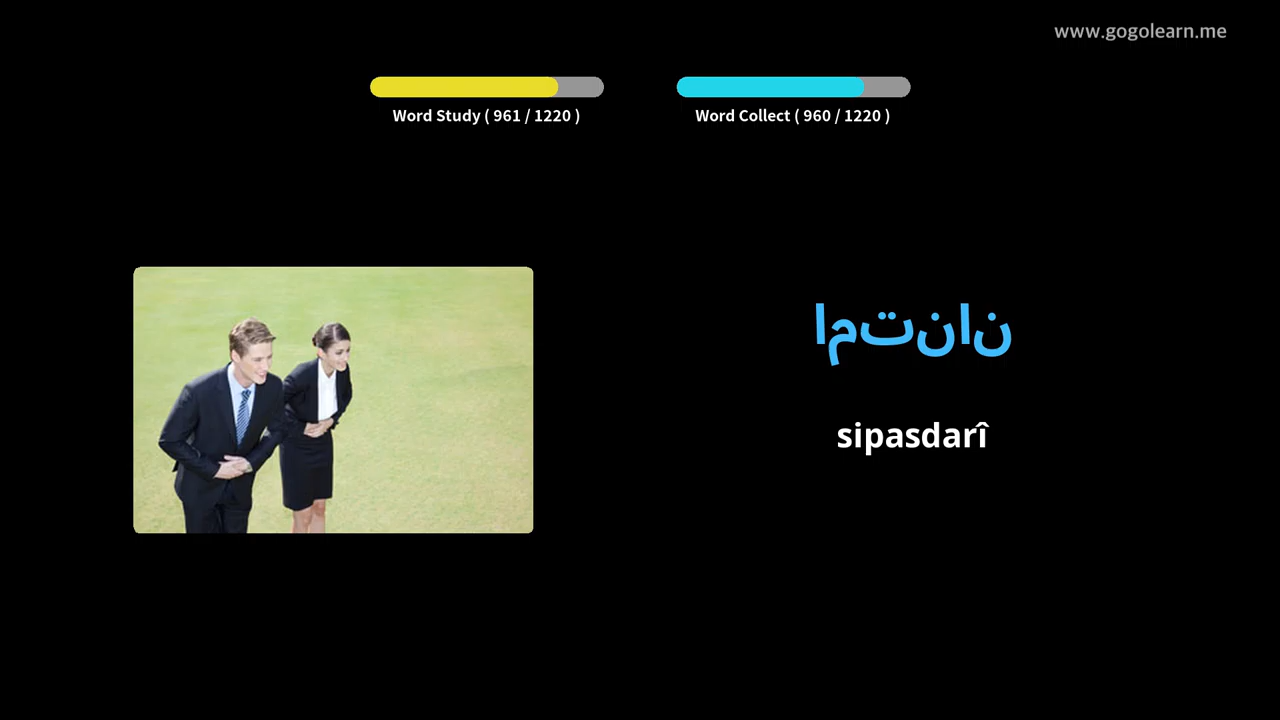 www.gogolearn.me
Word Study ( 961 / 1220 )
Word Collect ( 960 / 1220 )
امتنان
sipasdarî